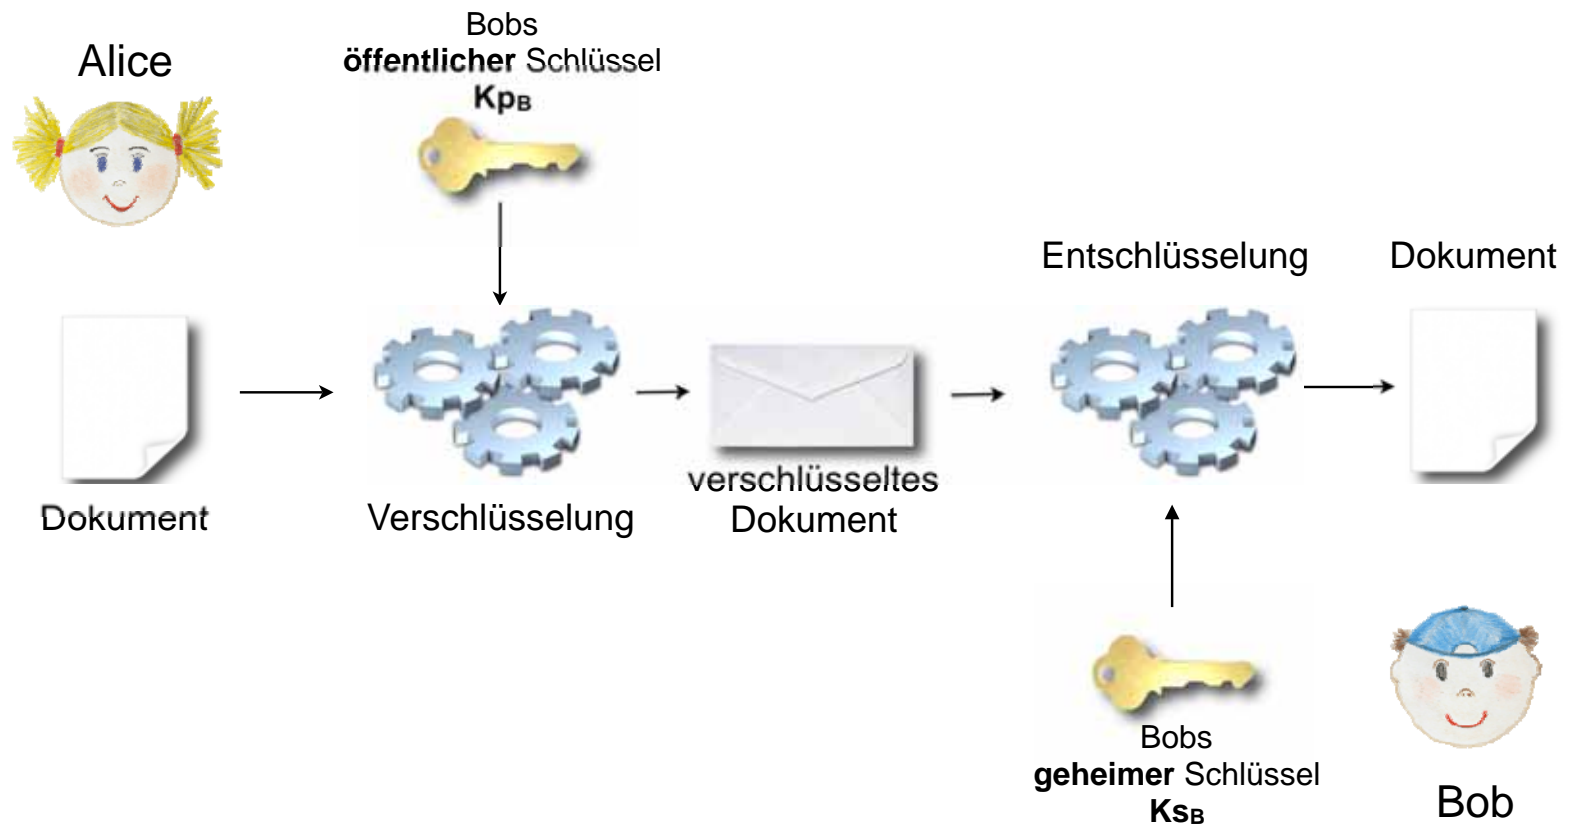 Alice
Bobs
öffentlicher Schlüssel
KpB
Entschlüsselung
Dokument
Dokument
Verschlüsselung
verschlüsseltes
Dokument
Bobs
geheimer Schlüssel
KsB
Bob